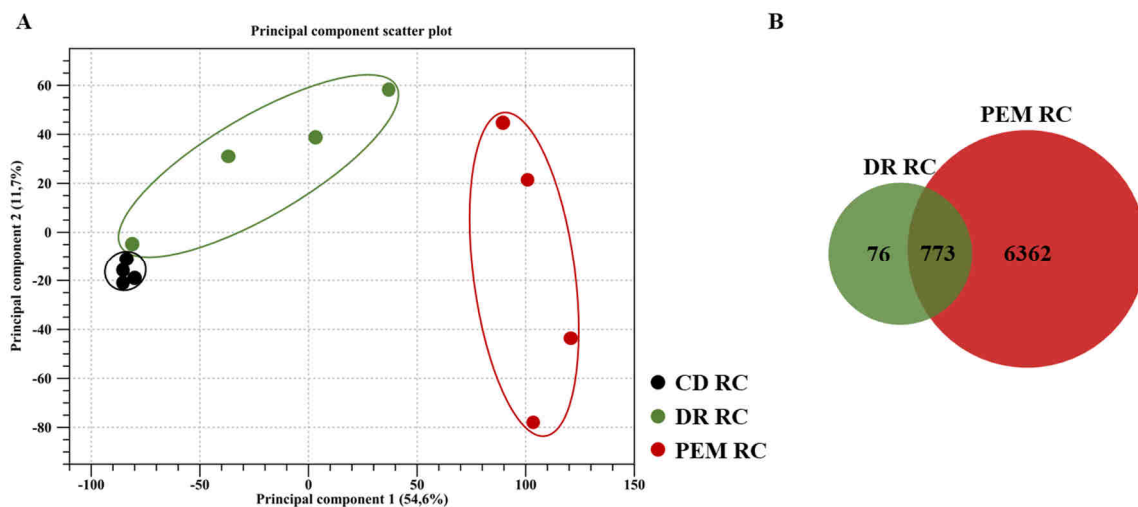 A
Principal component scatter plot
Principal component 2 (11,7%)
60
40
20
0
-20
-40
-60
-80
-100
-50
0
50
100
150
Principal component 1 (54,6%)
CD RC
DR RC
PEM RC
B
PEM RC
DR RC
76
773
6362